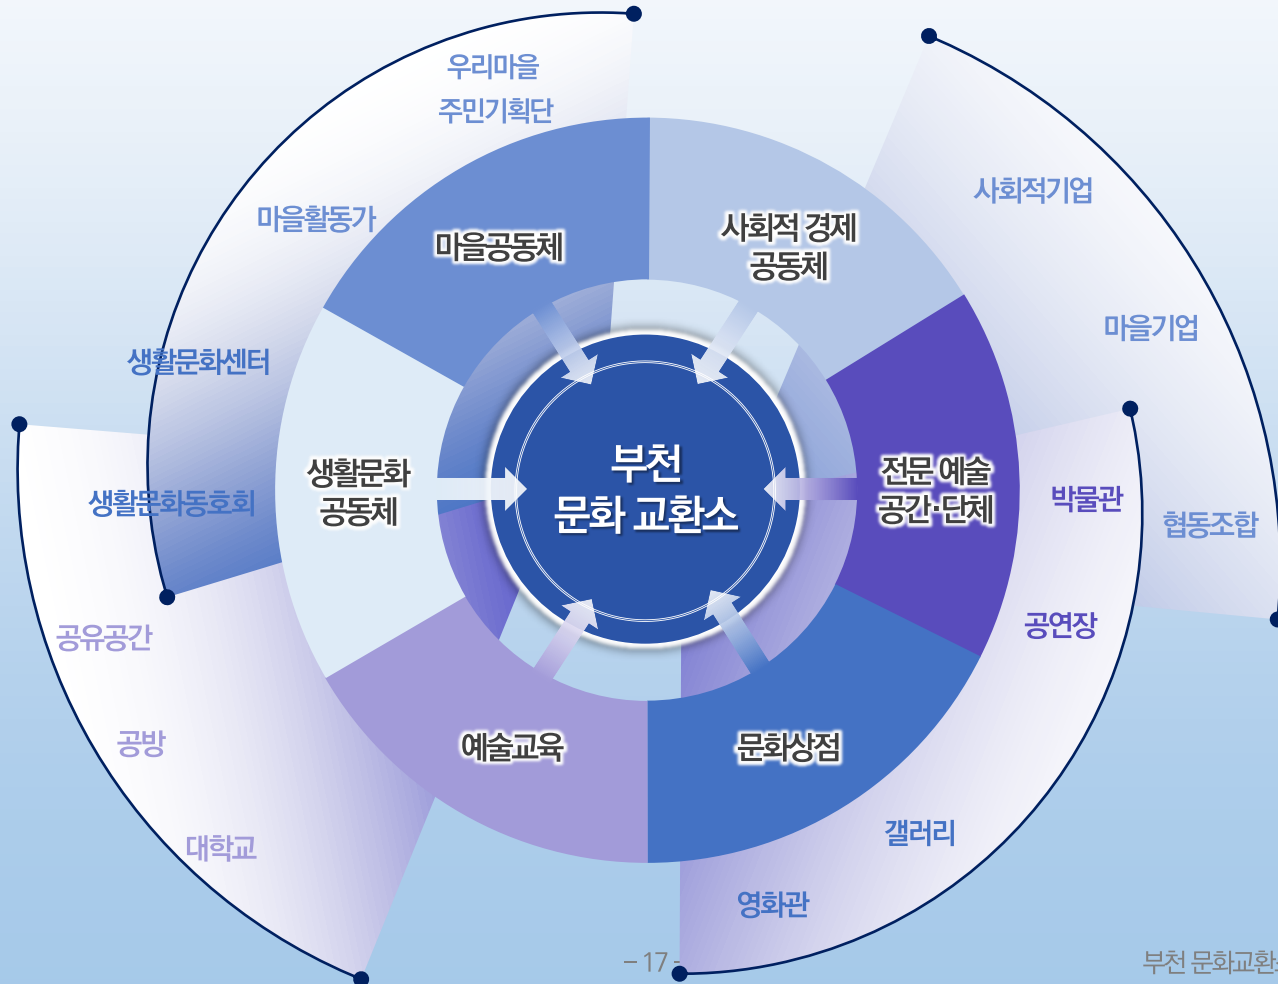 우리마을
주민기획단
마을활동가
마을공동체
사회적 경제
공동체
사회적기업
마을기업
생활문화센터
생활문화동호회
생활문화
공동체
부천
문화 교환소
전문 예술
공간·단체
박물관
협동조합
공연장
공유공간
공방
대학교
예술교육
문화상점
갤러리
영화관
– 17 -
부천 문화교환